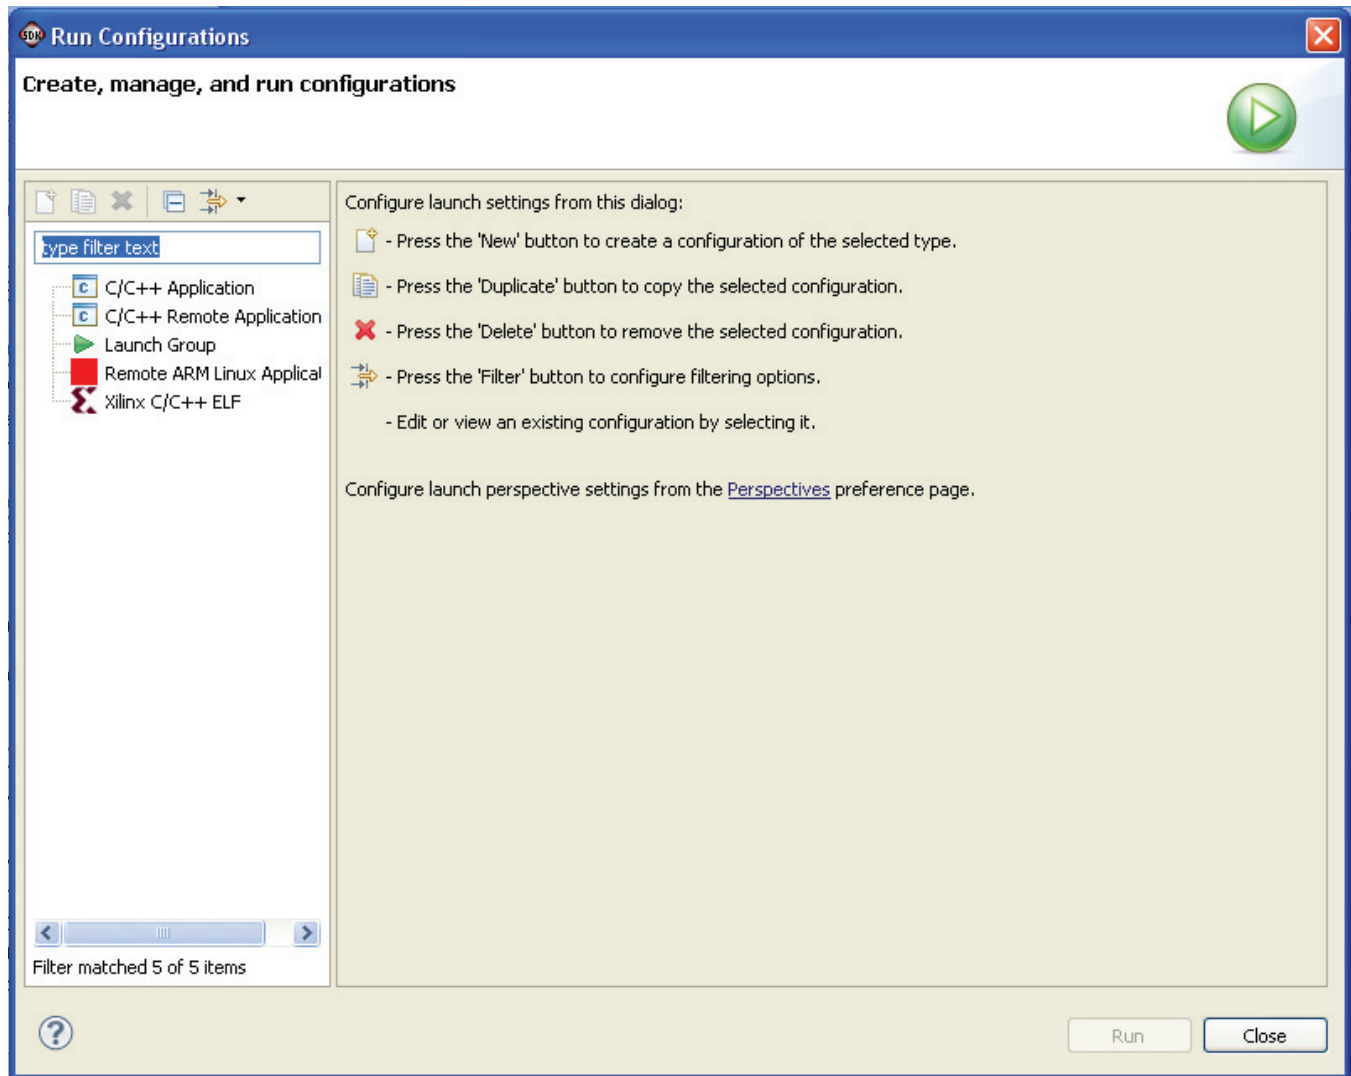 SDK Run Configurations
Create, manage, and run configurations
type filter text
C/C++ Application
C/C++ Remote Application
Launch Group
Remote ARM Linux Applicat
Xilinx C/C++ ELF
Filter matched 5 of 5 items
Configure launch settings from this dialog:
- Press the 'New' button to create a configuration of the selected type.
- Press the 'Duplicate' button to copy the selected configuration.
- Press the 'Delete' button to remove the selected configuration.
- Press the 'Filter' button to configure filtering options.
- Edit or view an existing configuration by selecting it.
Configure launch perspective settings from the Perspectives preference page.
Run
Close